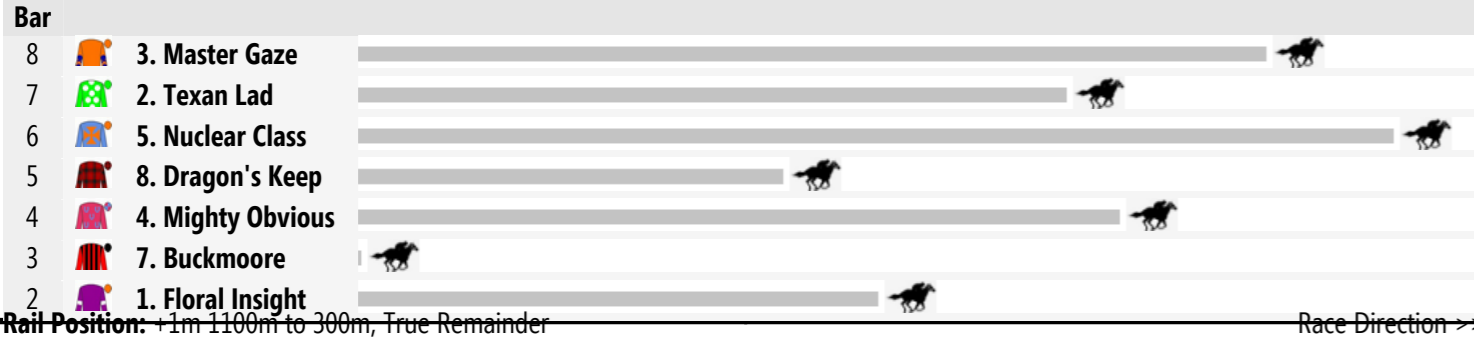 Bar
8 3. Master Gaze
7 2. Texan Lad
6 5. Nuclear Class
5 8. Dragon's Keep
4 4. Mighty Obvious
3 7. Buckmoore
2 1. Floral Insight
Rail Position: +1m 1100m to 300m, True Remainder Race Direction >>